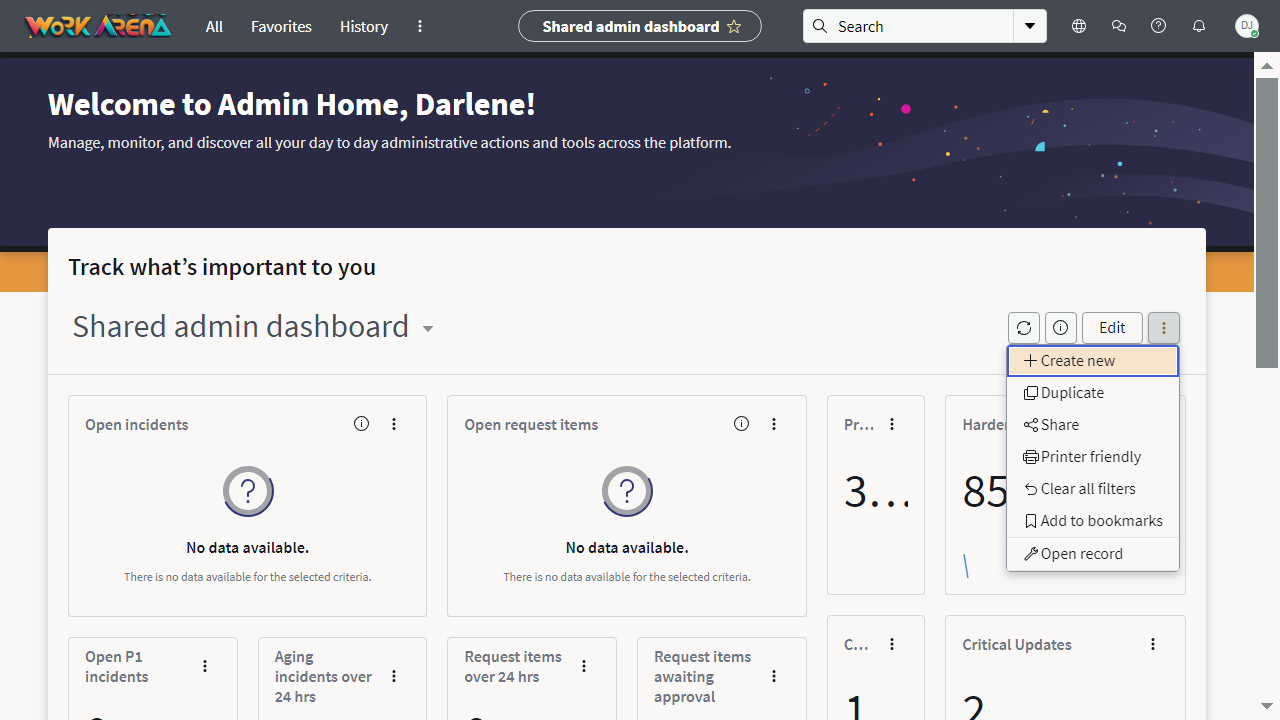 WORK ARENA
All
Favorites
History
Shared admin dashboard
Search
DJ
Welcome to Admin Home, Darlene!
Manage, monitor, and discover all your day to day administrative actions and tools across the platform.
Track what's important to you
Shared admin dashboard
Edit
Create new
Duplicate
Share
Printer friendly
Clear all filters
Add to bookmarks
Open record
Open incidents
No data available.
There is no data available for the selected criteria.
Open request items
No data available.
There is no data available for the selected criteria.
Pr...
3...
85
Open P1
incidents
Aging
incidents over
24 hrs
Request items
over 24 hrs
Request items
awaiting
approval
C...
1
Critical Updates
2